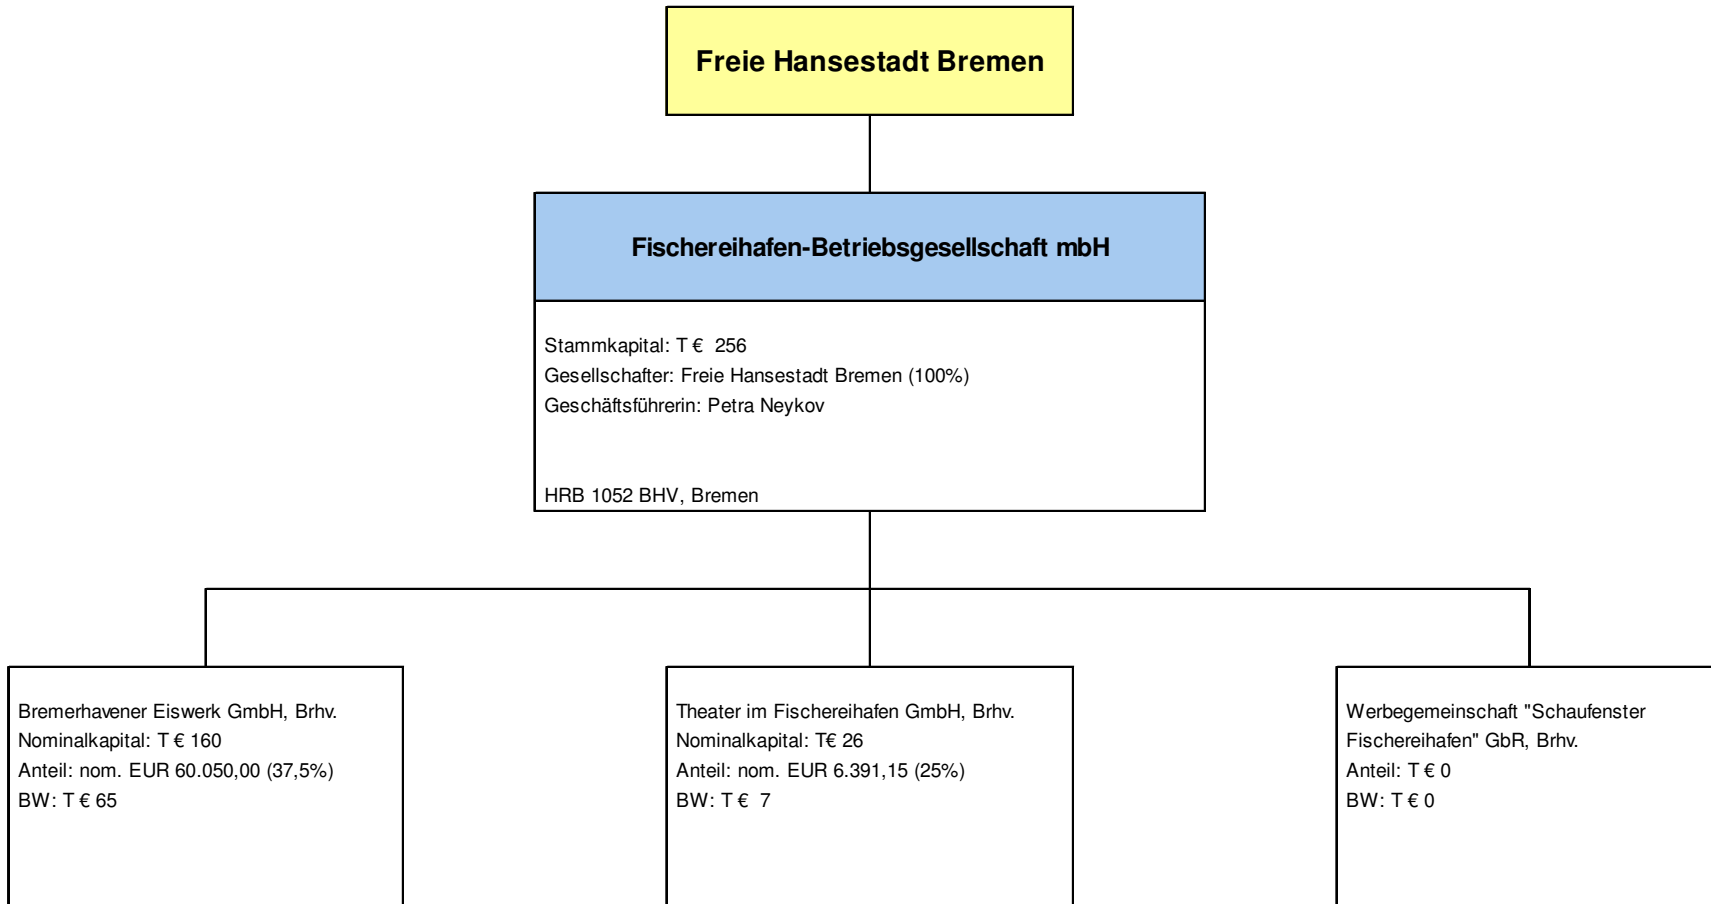 Freie Hansestadt Bremen
Fischereihafen-Betriebsgesellschaft mbH
Stammkapital: T €  256
Gesellschafter: Freie Hansestadt Bremen (100%)
Geschäftsführerin: Petra Neykov
HRB 1052 BHV, Bremen
Bremerhavener Eiswerk GmbH, Brhv.
Nominalkapital: T € 160
Anteil: nom. EUR 60.050,00 (37,5%)
BW: T € 65
Theater im Fischereihafen GmbH, Brhv.
Nominalkapital: T€ 26
Anteil: nom. EUR 6.391,15 (25%)
BW: T €  7
Werbegemeinschaft "Schaufenster
Fischereihafen" GbR, Brhv.
Anteil: T € 0
BW: T € 0